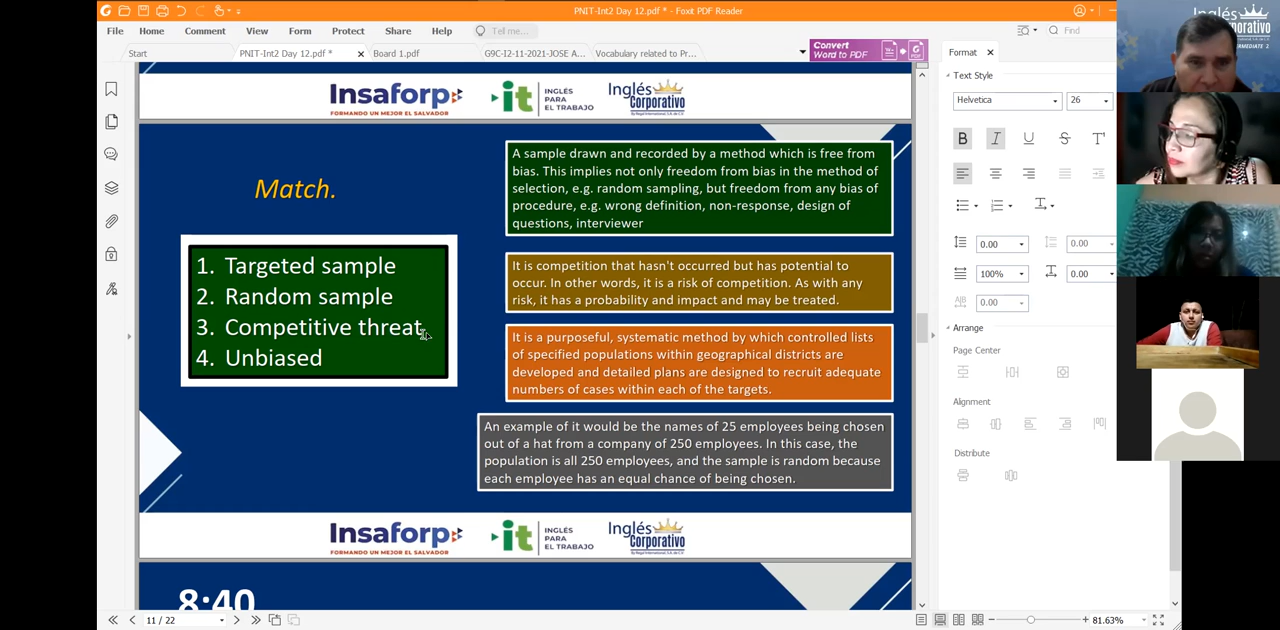 PNIT-Int2 Day 12.pdf * - Foxit PDF Reader
File Home Comment View Form Protect Share Help Tell me... Find
Start PNIT-Int2 Day 12.pdf * Board 1.pdf G9C-I2-11-2021-JOSE A... Vocabulary related to Pr...
Convert
Word to PDF
Format
Text Style
Helvetica 26
B I U S T
0.00 0.00
100% 0.00
0.00
Arrange
Page Center
Alignment
Distribute
Inglés
Insaforp
FORMANDO UN MEJOR EL SALVADOR
it
INGLÉS
PARA
EL TRABAJO
Inglés
Corporativo
Match.
1. Targeted sample
2. Random sample
3. Competitive threat
4. Unbiased
A sample drawn and recorded by a method which is free from
bias. This implies not only freedom from bias in the method of
selection, e.g. random sampling, but freedom from any bias of
procedure, e.g. wrong definition, non-response, design of
questions, interviewer
It is competition that hasn't occurred but has potential to
occur. In other words, it is a risk of competition. As with any
risk, it has a probability and impact and may be treated.
It is a purposeful, systematic method by which controlled lists
of specified populations within geographical districts are
developed and detailed plans are designed to recruit adequate
numbers of cases within each of the targets.
An example of it would be the names of 25 employees being chosen
out of a hat from a company of 250 employees. In this case, the
population is all 250 employees, and the sample is random because
each employee has an equal chance of being chosen.
Insaforp
FORMANDO UN MEJOR EL SALVADOR
it
INGLÉS
PARA
EL TRABAJO
Inglés
Corporativo
8:40
11 / 22
81.63%